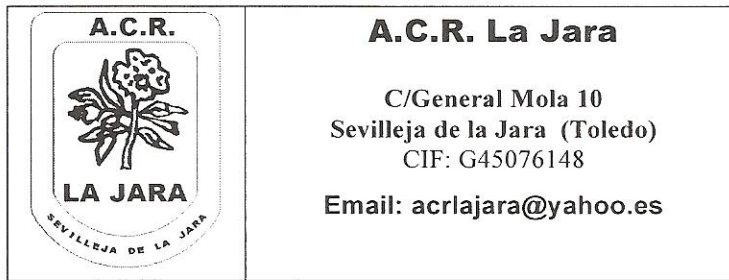 A.C.R.
LA JARA
SEVILLEJA DE LA JARA
A.C.R. La Jara
C/General Mola 10
Sevilleja de la Jara (Toledo)
CIF: G45076148
Email: acrlajara@yahoo.es